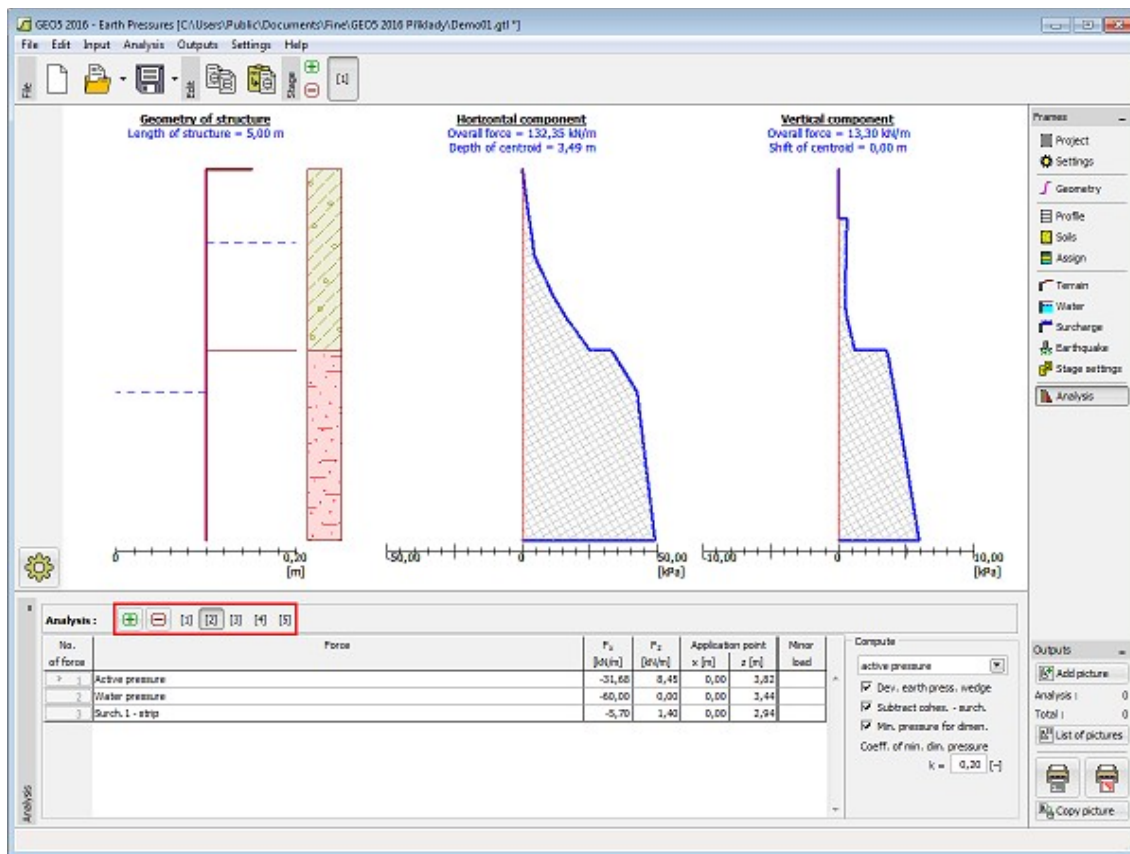 GEO5 2016 - Earth Pressures [C:\Users\Public\Documents\Fine\GEO5 2016 Příklady\Demo01.gtl *]
File Edit Input Analysis Outputs Settings Help
File
Edit
Stage
[1]
Geometry of structure
Length of structure = 5,00 m
Horizontal component
Overall force = 132,35 kN/m
Depth of centroid = 3,49 m
Vertical component
Overall force = 13,30 kN/m
Shift of centroid = 0,00 m
0 0,20
[m]
50,00 0 50,00
[kPa]
-10,00 0 10,00
[kPa]
Frames
Project
Settings
Geometry
Profile
Soils
Assign
Terrain
Water
Surcharge
Earthquake
Stage settings
Analysis
Analysis : [1] [2] [3] [4] [5]
No. Force Application point Minor
of force [kN/m] [kN/m] x [m] z [m] load
1 Active pressure -31,68 8,45 0,00 3,82
2 Water pressure -60,00 0,00 0,00 3,44
3 Surch. 1 - strip -5,70 1,40 0,00 2,94
Compute
active pressure
Dev. earth press. wedge
Subtract cohes. - surch.
Min. pressure for dimen.
Coeff. of min. dim. pressure
k = 0,20 [–]
Outputs
Add picture
Analysis : 0
Total : 0
List of pictures
Copy picture
Analysis